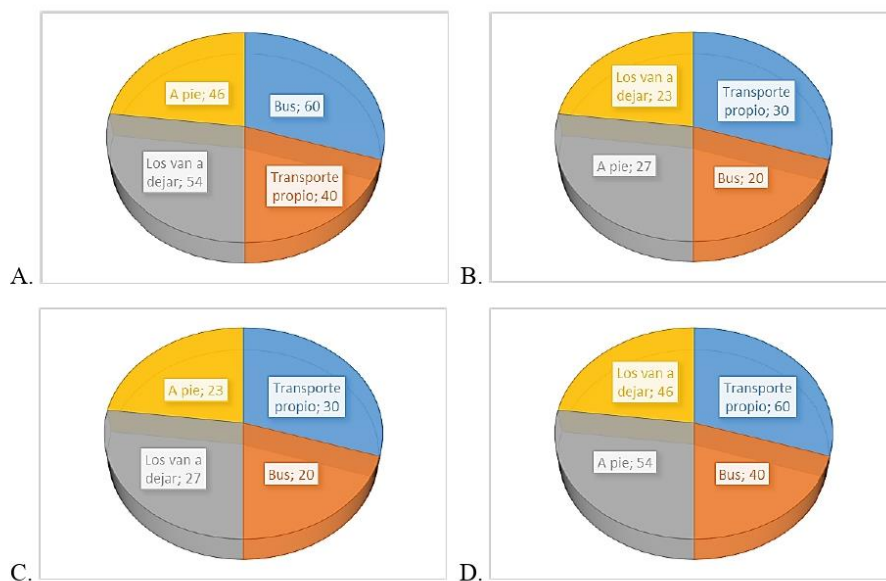 A pie; 46
Bus; 60
Los van a
dejar; 54
Transporte
propio; 40
A.
Los van a
dejar; 23
Transporte
propio; 30
A pie; 27
Bus; 20
B.
A pie; 23
Transporte
propio; 30
Los van a
dejar; 27
Bus; 20
C.
Los van a
dejar; 46
Transporte
propio; 60
A pie; 54
Bus; 40
D.